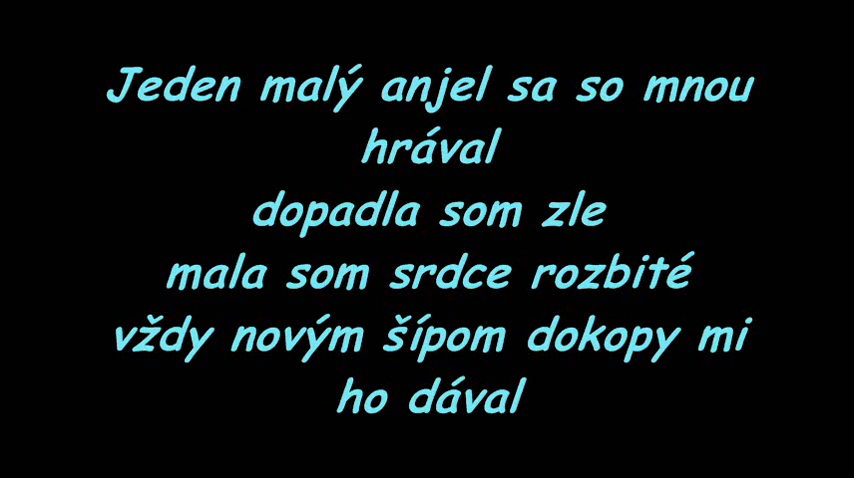 Jeden malý anjel sa so mnou
hrával
dopadla som zle
mala som srdce rozbité
vždy novým šípom dokopy mi
ho dával